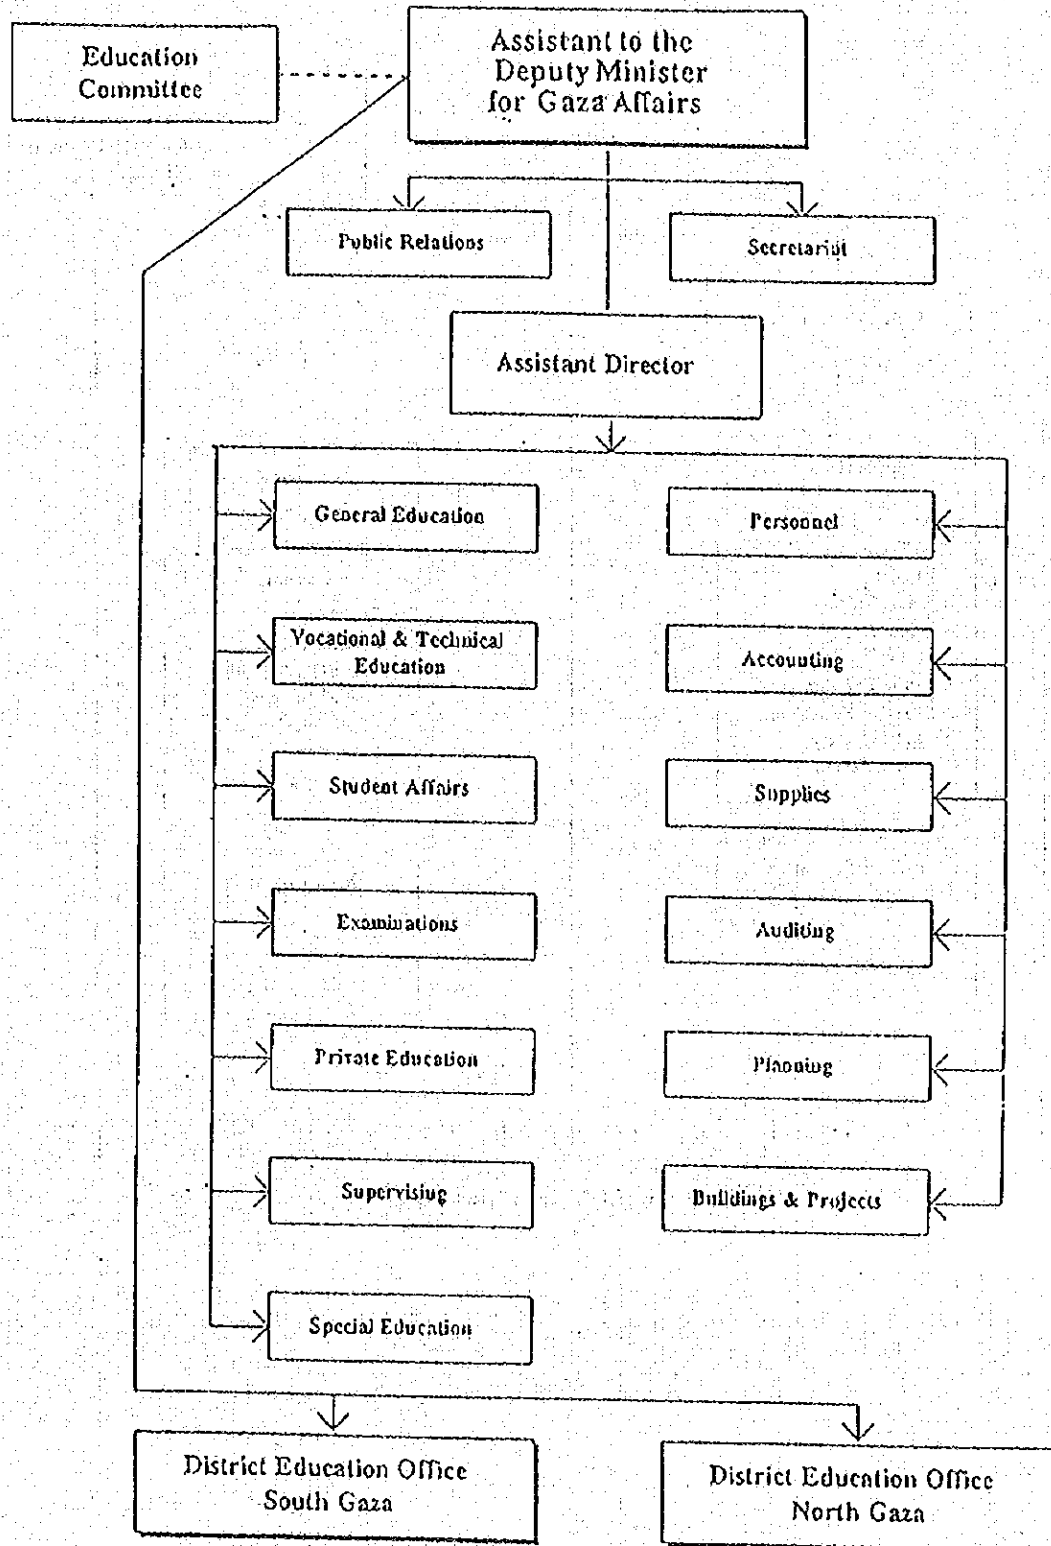 Education
Committee
Assistant to the
Deputy Minister
for Gaza Affairs
Public Relations
Secretariat
Assistant Director
General Education
Personnel
Vocational & Technical
Education
Accounting
Student Affairs
Supplies
Examinations
Auditing
Private Education
Planning
Supervising
Buildings & Projects
Special Education
District Education Office
South Gaza
District Education Office
North Gaza